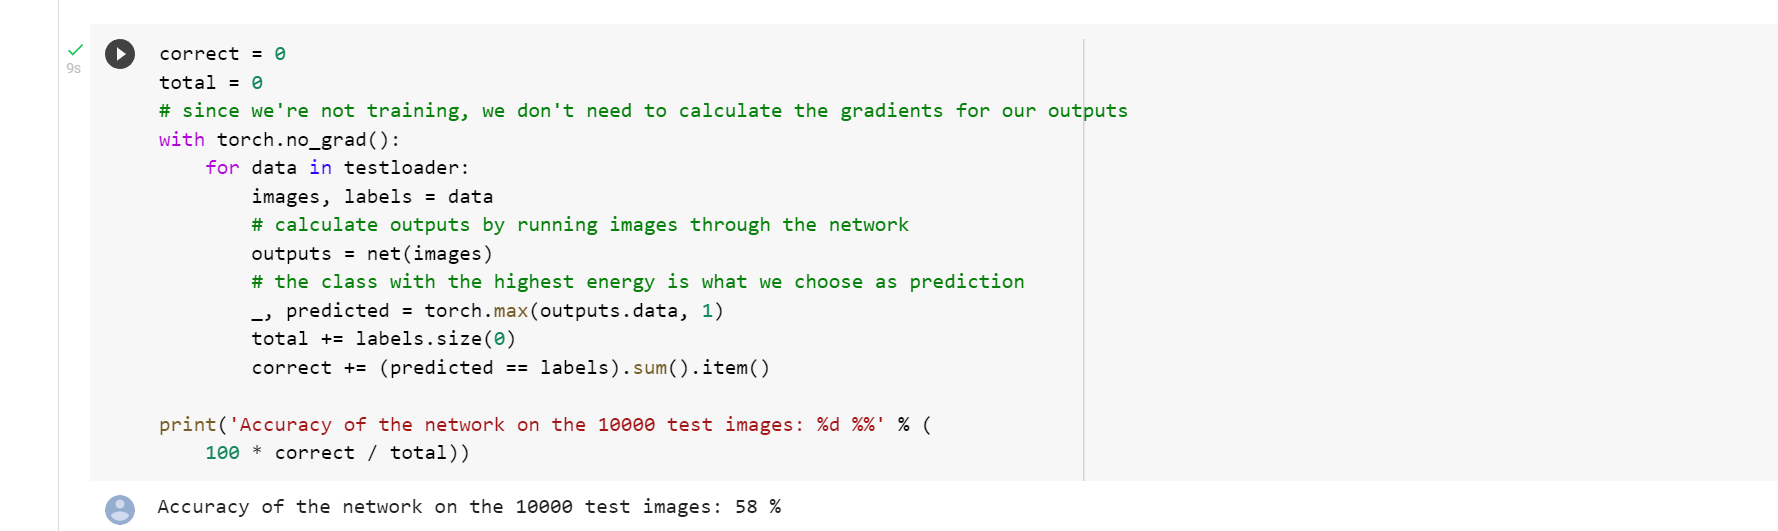 9s
correct = 0
total = 0
# since we're not training, we don't need to calculate the gradients for our outputs
with torch.no_grad():
    for data in testloader:
        images, labels = data
        # calculate outputs by running images through the network
        outputs = net(images)
        # the class with the highest energy is what we choose as prediction
        _, predicted = torch.max(outputs.data, 1)
        total += labels.size(0)
        correct += (predicted == labels).sum().item()
print('Accuracy of the network on the 10000 test images: %d %%' % (
    100 * correct / total))
Accuracy of the network on the 10000 test images: 58 %